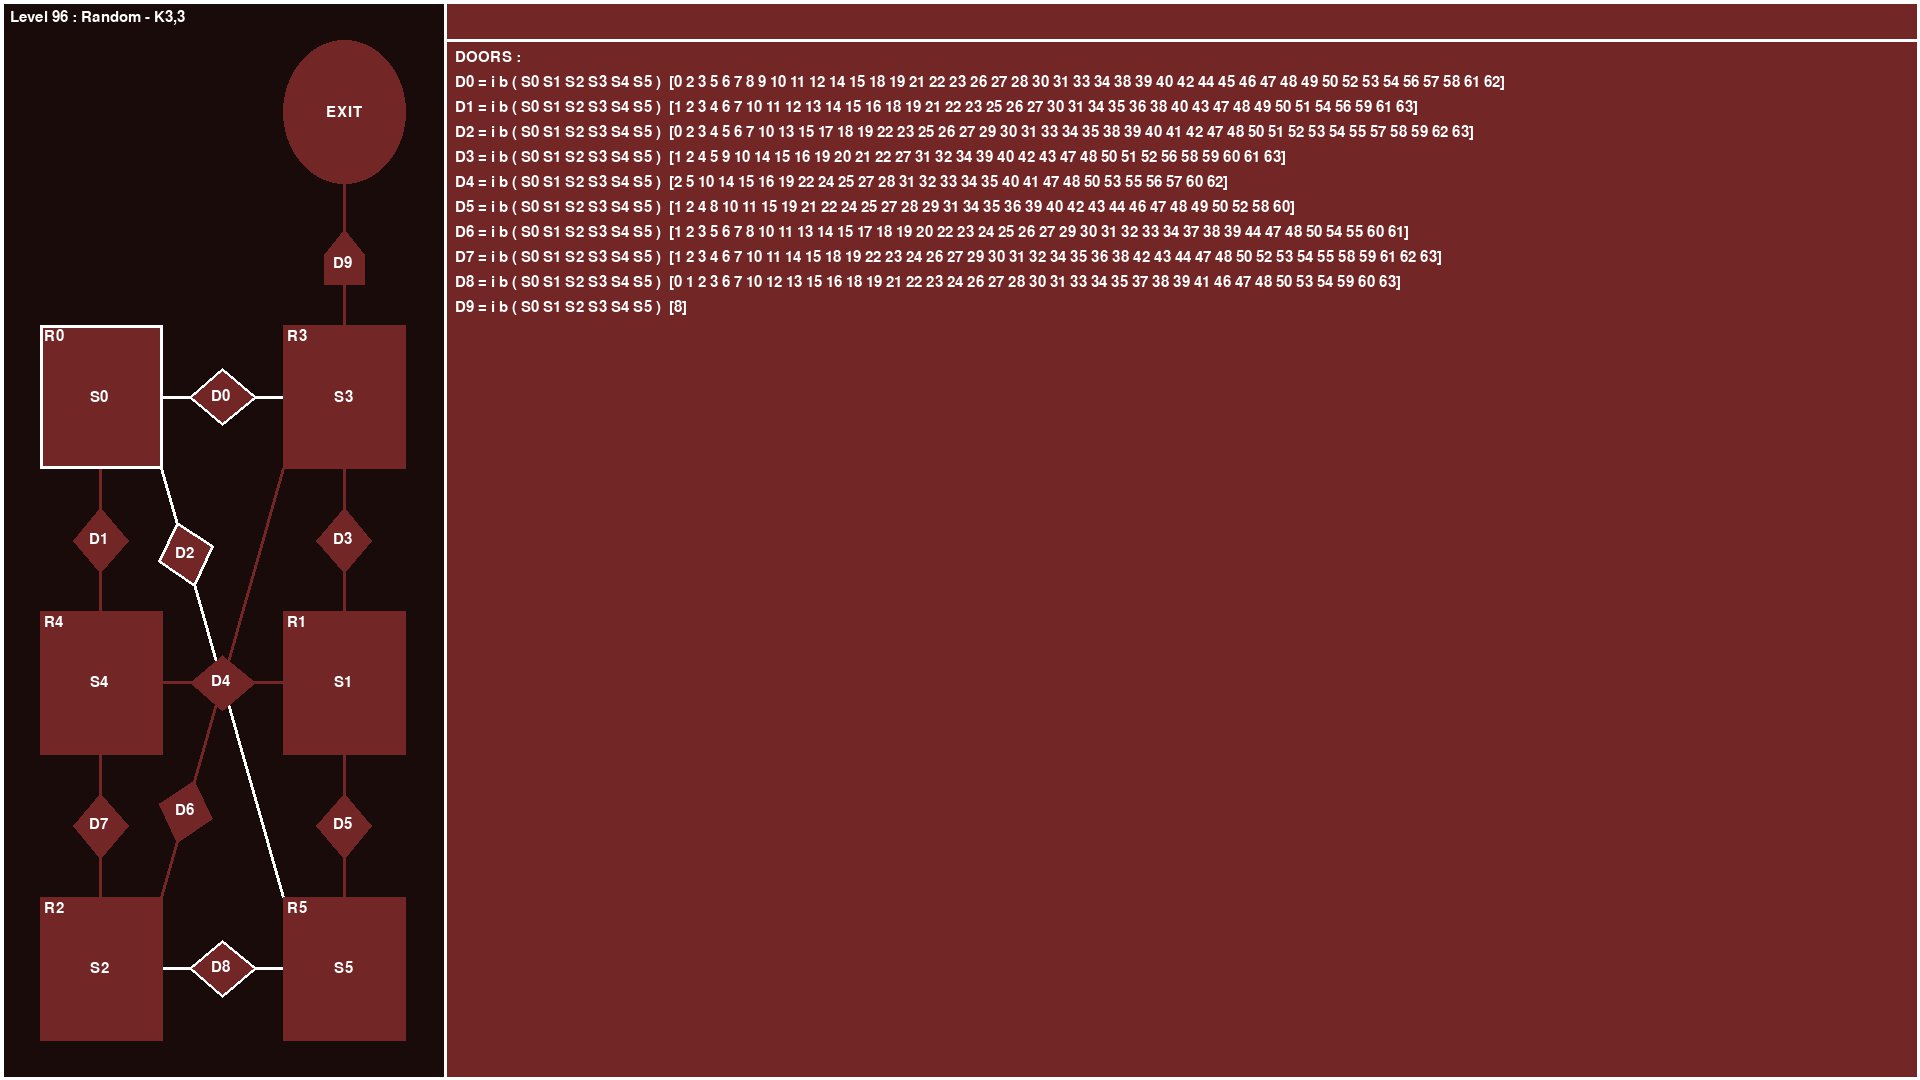 Level 96 : Random - K3,3
EXIT
D9
R0
S0
D0
R3
S3
D1
D2
D3
R4
S4
D4
R1
S1
D7
D6
D5
R2
S2
D8
R5
S5
DOORS :
D0 = i b ( S0 S1 S2 S3 S4 S5 ) [0 2 3 5 6 7 8 9 10 11 12 14 15 18 19 21 22 23 26 27 28 30 31 33 34 38 39 40 42 44 45 46 47 48 49 50 52 53 54 56 57 58 61 62]
D1 = i b ( S0 S1 S2 S3 S4 S5 ) [1 2 3 4 6 7 10 11 12 13 14 15 16 18 19 21 22 23 25 26 27 30 31 34 35 36 38 40 43 47 48 49 50 51 54 56 59 61 63]
D2 = i b ( S0 S1 S2 S3 S4 S5 ) [0 2 3 4 5 6 7 10 13 15 17 18 19 22 23 25 26 27 29 30 31 33 34 35 38 39 40 41 42 47 48 50 51 52 53 54 55 57 58 59 62 63]
D3 = i b ( S0 S1 S2 S3 S4 S5 ) [1 2 4 5 9 10 14 15 16 19 20 21 22 27 31 32 34 39 40 42 43 47 48 50 51 52 56 58 59 60 61 63]
D4 = i b ( S0 S1 S2 S3 S4 S5 ) [2 5 10 14 15 16 19 22 24 25 27 28 31 32 33 34 35 40 41 47 48 50 53 55 56 57 60 62]
D5 = i b ( S0 S1 S2 S3 S4 S5 ) [1 2 4 8 10 11 15 19 21 22 24 25 27 28 29 31 34 35 36 39 40 42 43 44 46 47 48 49 50 52 58 60]
D6 = i b ( S0 S1 S2 S3 S4 S5 ) [1 2 3 5 6 7 8 10 11 13 14 15 17 18 19 20 22 23 24 25 26 27 29 30 31 32 33 34 37 38 39 44 47 48 50 54 55 60 61]
D7 = i b ( S0 S1 S2 S3 S4 S5 ) [1 2 3 4 6 7 10 11 14 15 18 19 22 23 24 26 27 29 30 31 32 34 35 36 38 42 43 44 47 48 50 52 53 54 55 58 59 61 62 63]
D8 = i b ( S0 S1 S2 S3 S4 S5 ) [0 1 2 3 6 7 10 12 13 15 16 18 19 21 22 23 24 26 27 28 30 31 33 34 35 37 38 39 41 46 47 48 50 53 54 59 60 63]
D9 = i b ( S0 S1 S2 S3 S4 S5 ) [8]